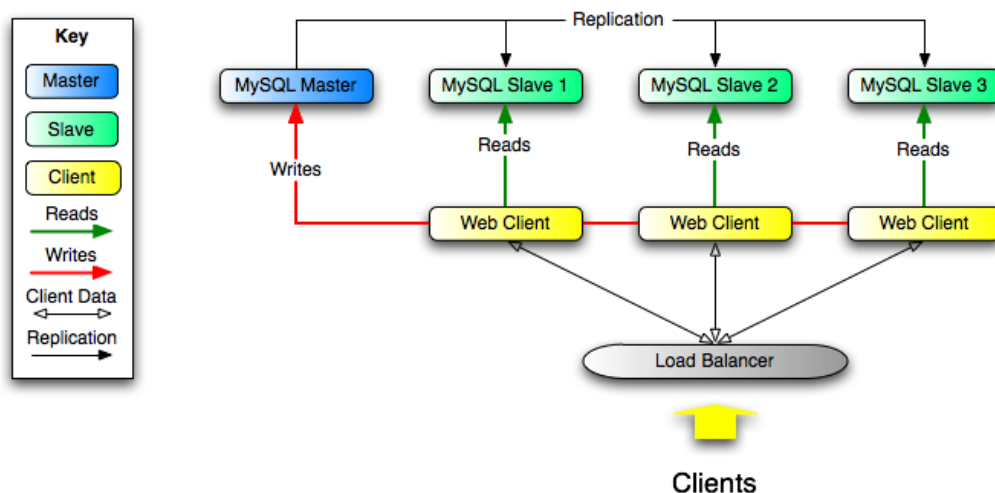 Key
Master
Slave
Client
Reads
Writes
Client Data
Replication
Replication
MySQL Master
MySQL Slave 1
MySQL Slave 2
MySQL Slave 3
Writes
Reads
Reads
Reads
Web Client
Web Client
Web Client
Load Balancer
Clients